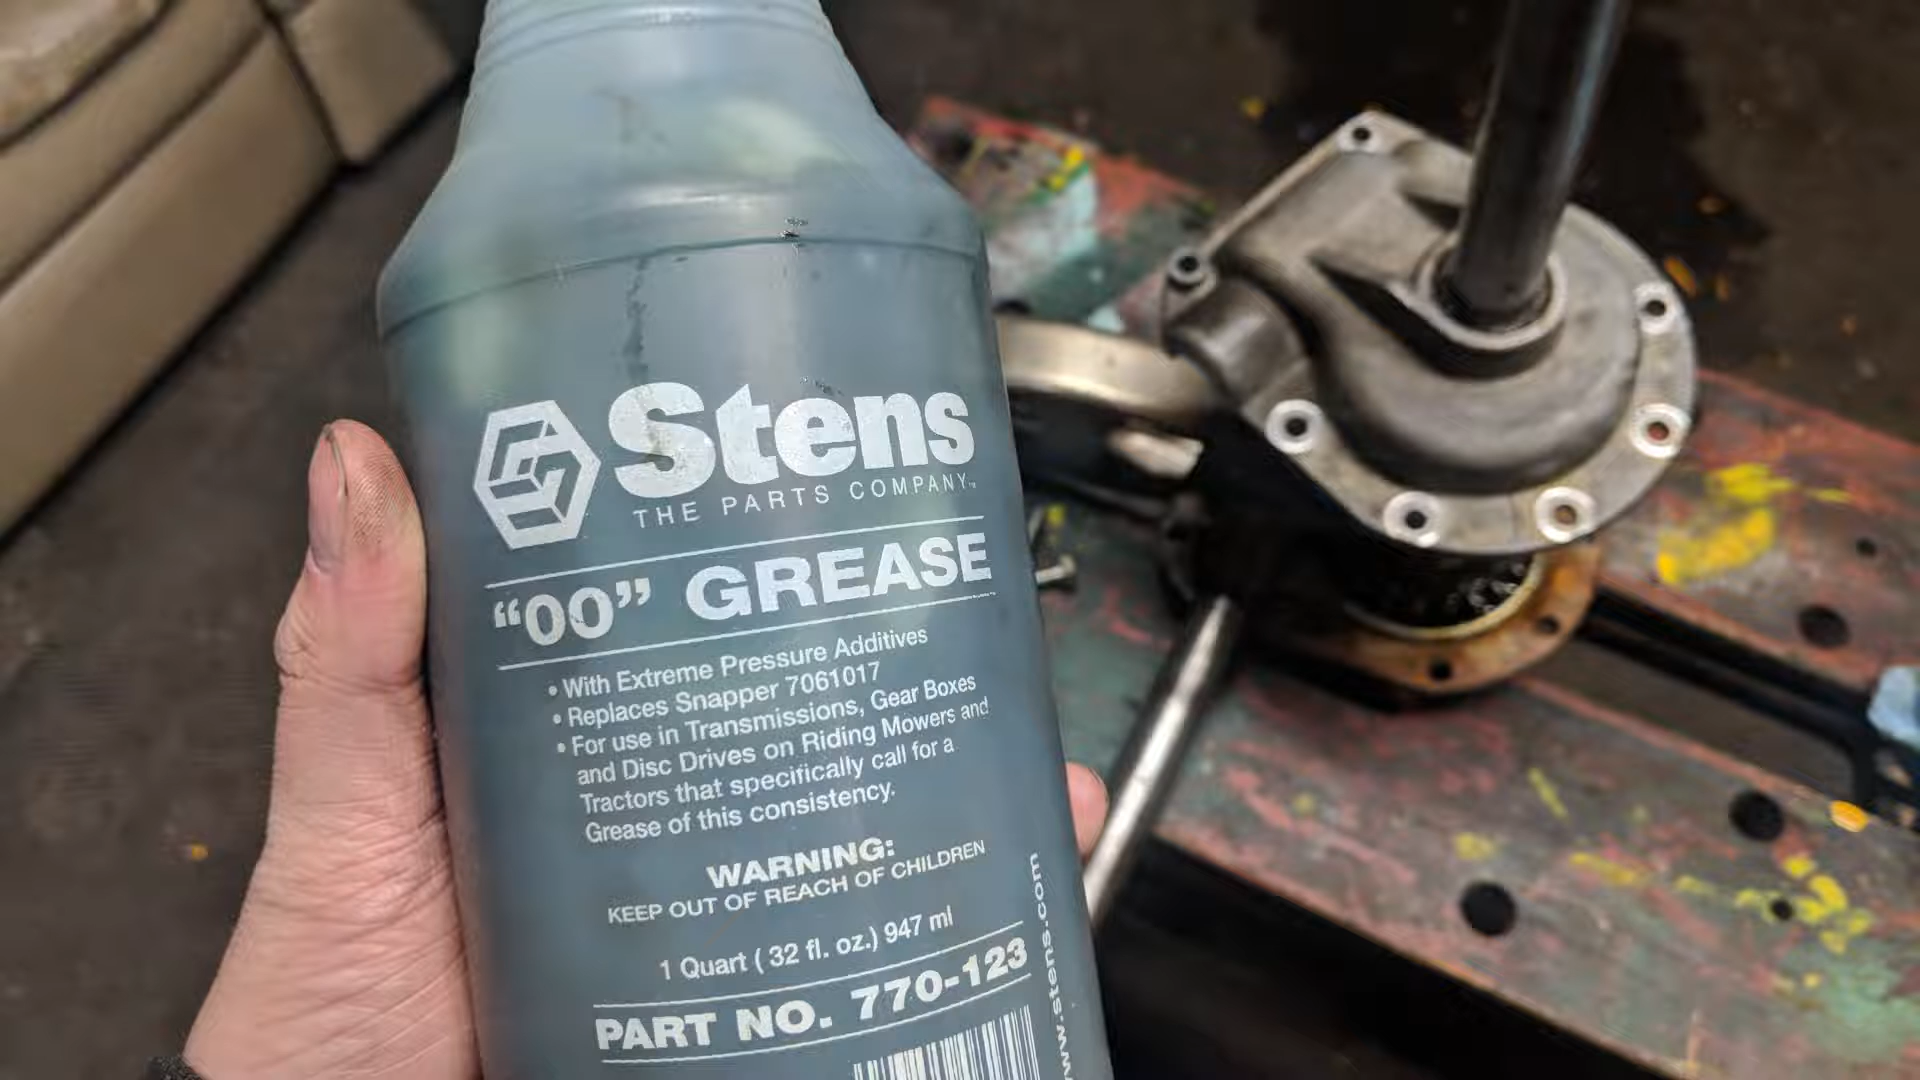 Stens
THE PARTS COMPANY™
“00” GREASE
• With Extreme Pressure Additives
• Replaces Snapper 7061017
• For use in Transmissions, Gear Boxes
and Disc Drives on Riding Mowers and
Tractors that specifically call for a
Grease of this consistency.
WARNING:
KEEP OUT OF REACH OF CHILDREN
1 Quart ( 32 fl. oz.) 947 ml
PART NO. 770-123
www.stens.com